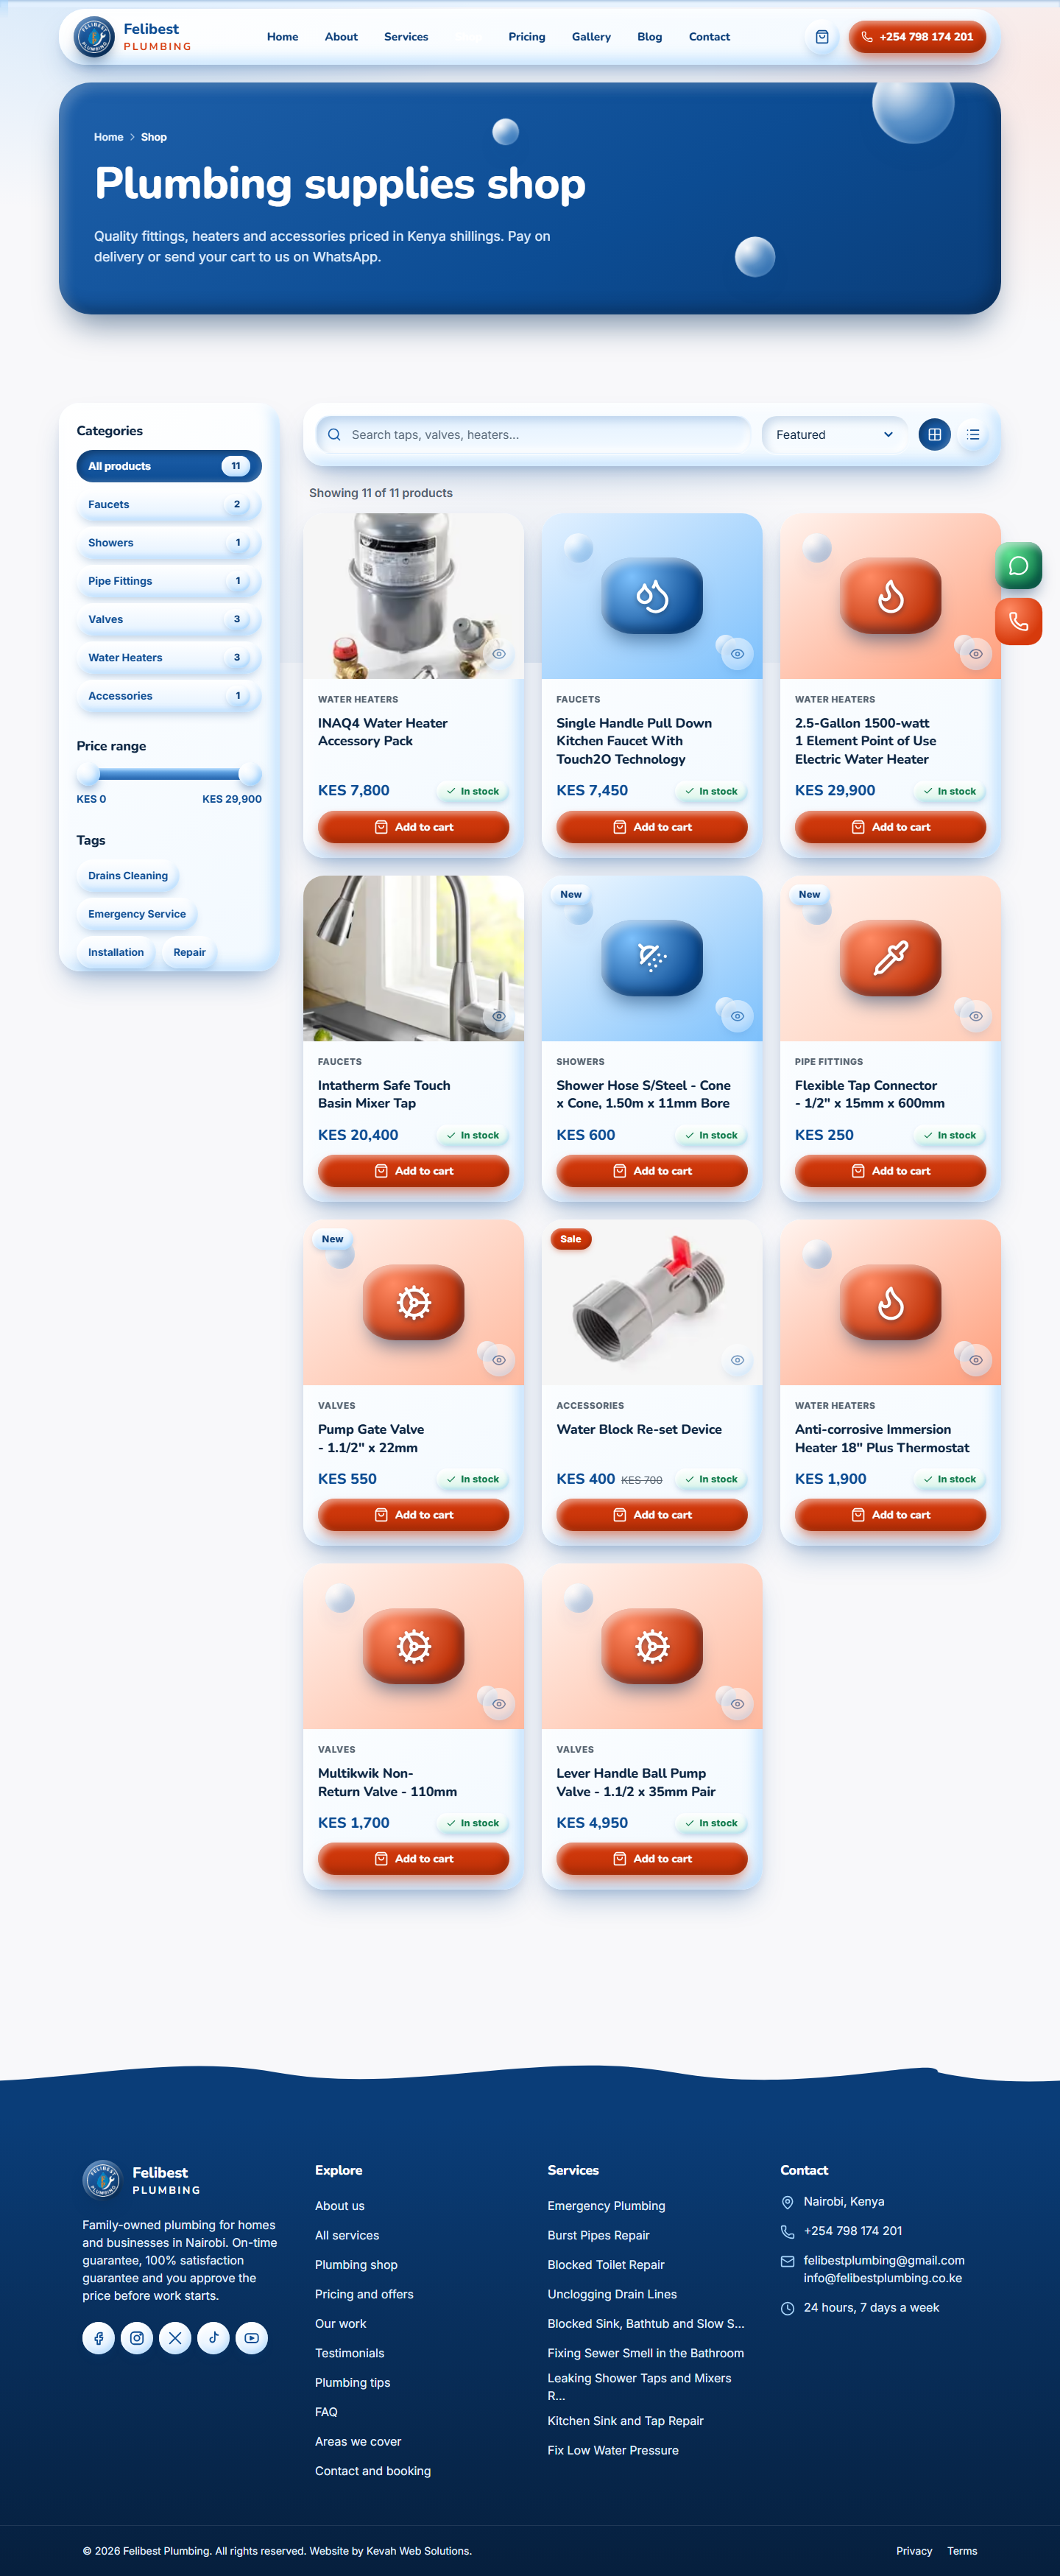 Felibest
PLUMBING
Home
About
Services
Pricing
Gallery
Blog
Contact
+254 798 174 201
Home
Shop
Plumbing supplies shop
Quality fittings, heaters and accessories priced in Kenya shillings. Pay on
delivery or send your cart to us on WhatsApp.
Categories
All products 11
Faucets 2
Showers 1
Pipe Fittings 1
Valves 3
Water Heaters 3
Accessories 1
Price range
KES 0 KES 29,900
Tags
Drains Cleaning
Emergency Service
Installation Repair
Search taps, valves, heaters...
Featured
Showing 11 of 11 products
WATER HEATERS
INAQ4 Water Heater
Accessory Pack
KES 7,800 In stock
Add to cart
FAUCETS
Single Handle Pull Down
Kitchen Faucet With
Touch2O Technology
KES 7,450 In stock
Add to cart
WATER HEATERS
2.5-Gallon 1500-watt
1 Element Point of Use
Electric Water Heater
KES 29,900 In stock
Add to cart
FAUCETS
Intatherm Safe Touch
Basin Mixer Tap
KES 20,400 In stock
Add to cart
New
SHOWERS
Shower Hose S/Steel - Cone
x Cone, 1.50m x 11mm Bore
KES 600 In stock
Add to cart
New
PIPE FITTINGS
Flexible Tap Connector
- 1/2" x 15mm x 600mm
KES 250 In stock
Add to cart
New
VALVES
Pump Gate Valve
- 1.1/2" x 22mm
KES 550 In stock
Add to cart
Sale
ACCESSORIES
Water Block Re-set Device
KES 400 KES 700 In stock
Add to cart
WATER HEATERS
Anti-corrosive Immersion
Heater 18" Plus Thermostat
KES 1,900 In stock
Add to cart
VALVES
Multikwik Non-
Return Valve - 110mm
KES 1,700 In stock
Add to cart
VALVES
Lever Handle Ball Pump
Valve - 1.1/2 x 35mm Pair
KES 4,950 In stock
Add to cart
Felibest
PLUMBING
Family-owned plumbing for homes
and businesses in Nairobi. On-time
guarantee, 100% satisfaction
guarantee and you approve the
price before work starts.
Explore
About us
All services
Plumbing shop
Pricing and offers
Our work
Testimonials
Plumbing tips
FAQ
Areas we cover
Contact and booking
Services
Emergency Plumbing
Burst Pipes Repair
Blocked Toilet Repair
Unclogging Drain Lines
Blocked Sink, Bathtub and Slow S...
Fixing Sewer Smell in the Bathroom
Leaking Shower Taps and Mixers
R...
Kitchen Sink and Tap Repair
Fix Low Water Pressure
Contact
Nairobi, Kenya
+254 798 174 201
felibestplumbing@gmail.com
info@felibestplumbing.co.ke
24 hours, 7 days a week
© 2026 Felibest Plumbing. All rights reserved. Website by Kevah Web Solutions.
Privacy Terms